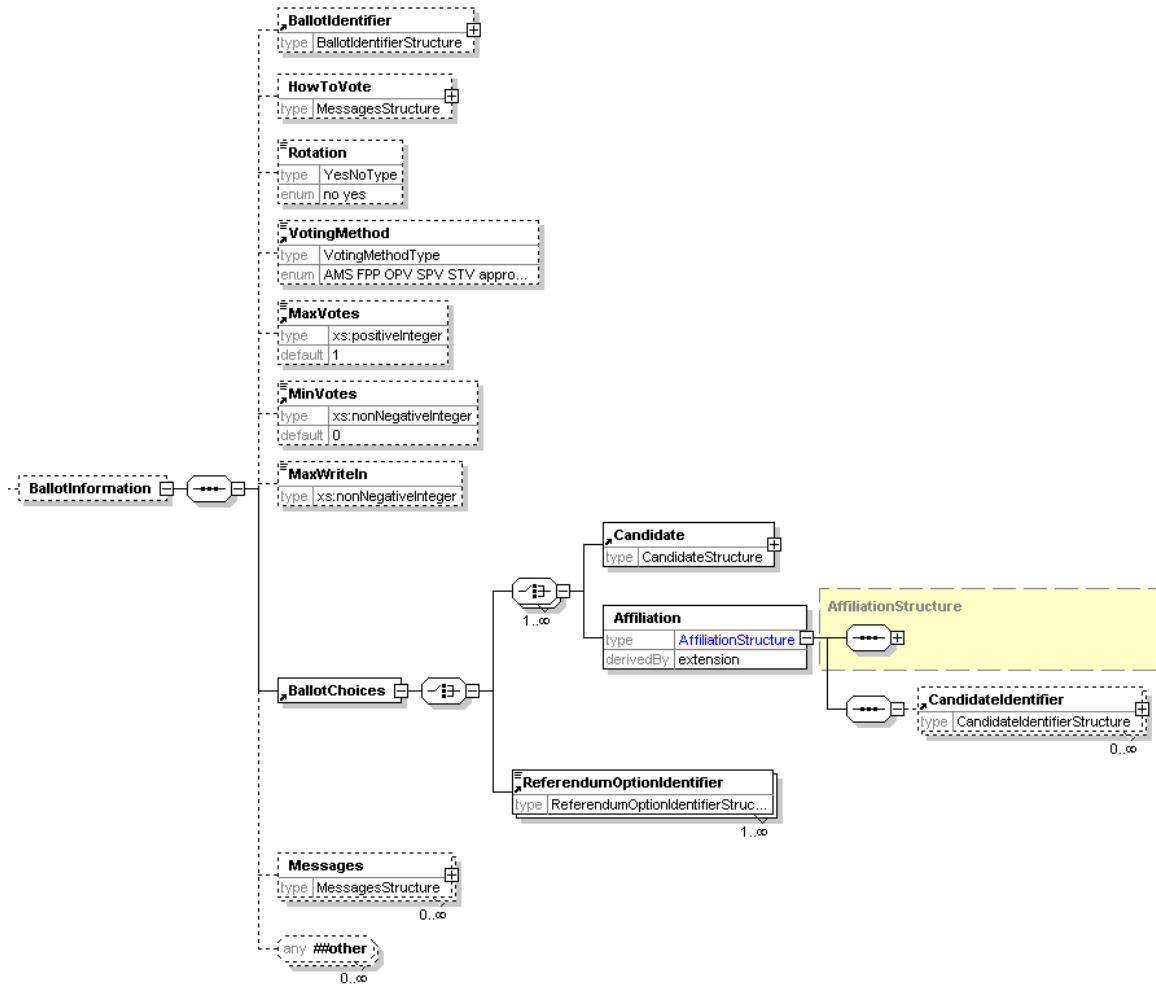 BallotIdentifier
type BallotIdentifierStructure
HowToVote
type MessagesStructure
Rotation
type YesNoType
enum no yes
VotingMethod
type VotingMethodType
enum AMS FPP OPV SPV STV appro...
MaxVotes
type xs:positiveInteger
default 1
MinVotes
type xs:nonNegativeInteger
default 0
MaxWriteIn
type xs:nonNegativeInteger
BallotInformation
Candidate
type CandidateStructure
1..∞
Affiliation
type AffiliationStructure
derivedBy extension
AffiliationStructure
BallotChoices
CandidateIdentifier
type CandidateIdentifierStructure
0..∞
ReferendumOptionIdentifier
type ReferendumOptionIdentifierStruc...
1..∞
Messages
type MessagesStructure
0..∞
any ##other
0..∞